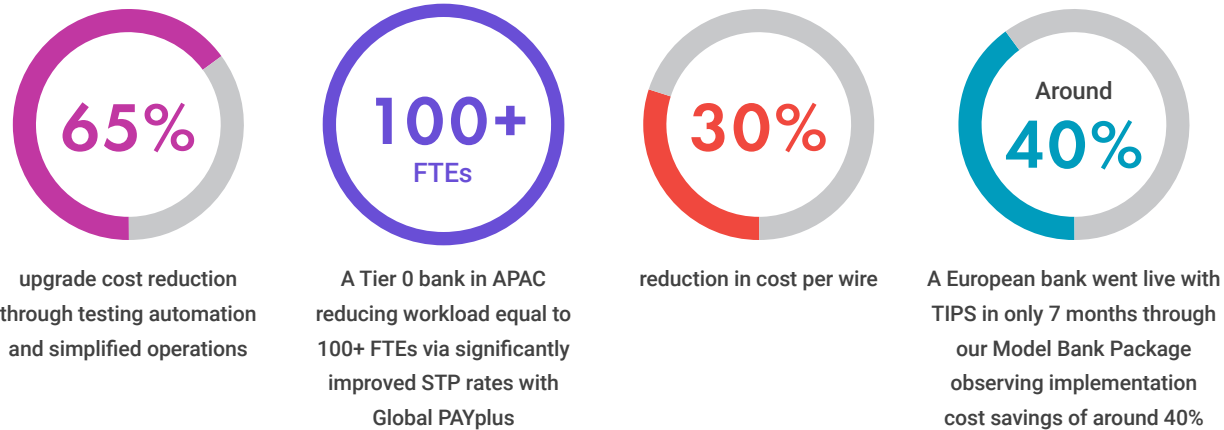 65%
upgrade cost reduction
through testing automation
and simplified operations
100+
FTEs
A Tier 0 bank in APAC
reducing workload equal to
100+ FTEs via significantly
improved STP rates with
Global PAYplus
30%
reduction in cost per wire
Around
40%
A European bank went live with
TIPS in only 7 months through
our Model Bank Package
observing implementation
cost savings of around 40%